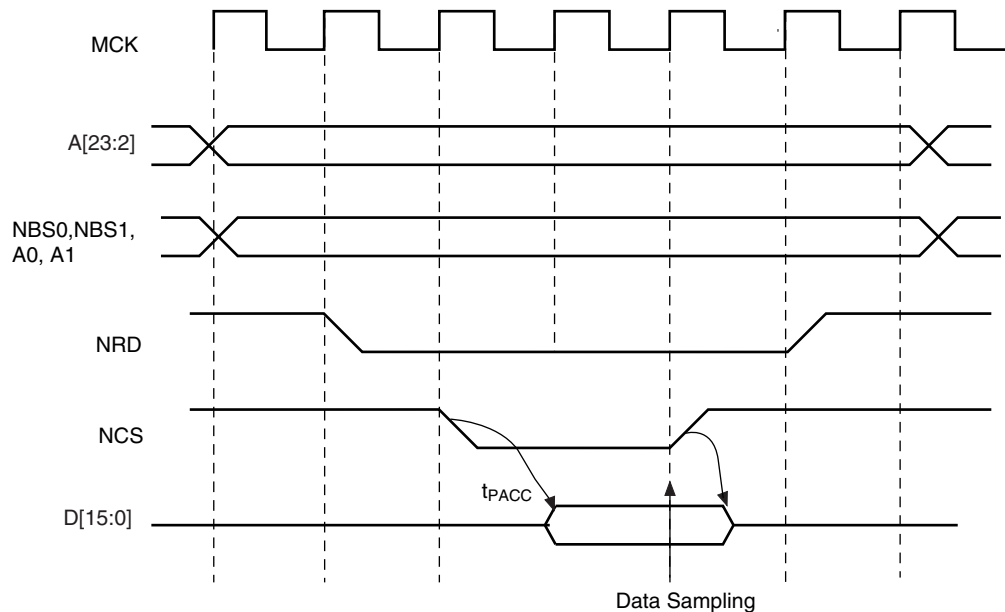 MCK
A[23:2]
NBS0,NBS1,
A0, A1
NRD
NCS
tPACC
D[15:0]
Data Sampling